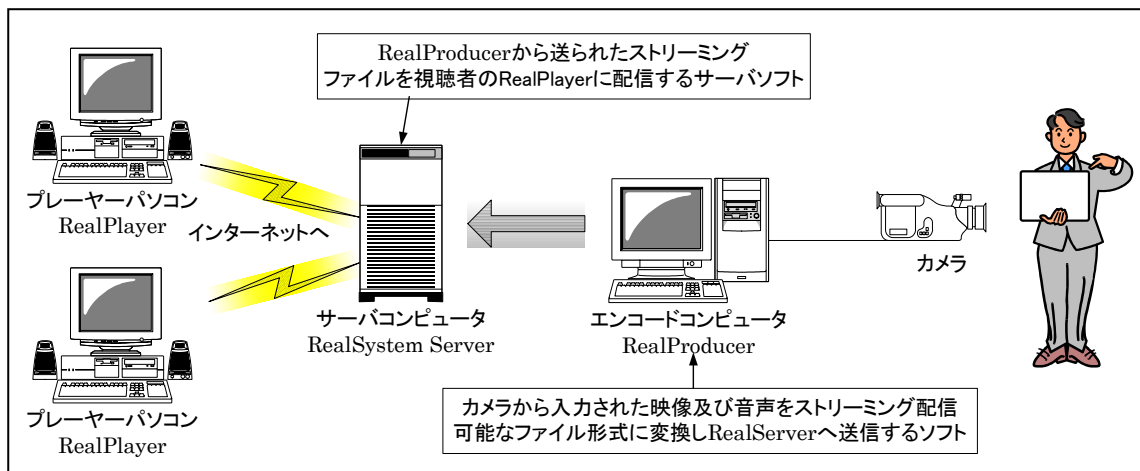 RealProducerから送られたストリーミング
ファイルを視聴者のRealPlayerに配信するサーバソフト
プレーヤーパソコン
RealPlayer
インターネットへ
プレーヤーパソコン
RealPlayer
サーバコンピュータ
RealSystem Server
エンコードコンピュータ
RealProducer
カメラ
カメラから入力された映像及び音声をストリーミング配信
可能なファイル形式に変換しRealServerへ送信するソフト